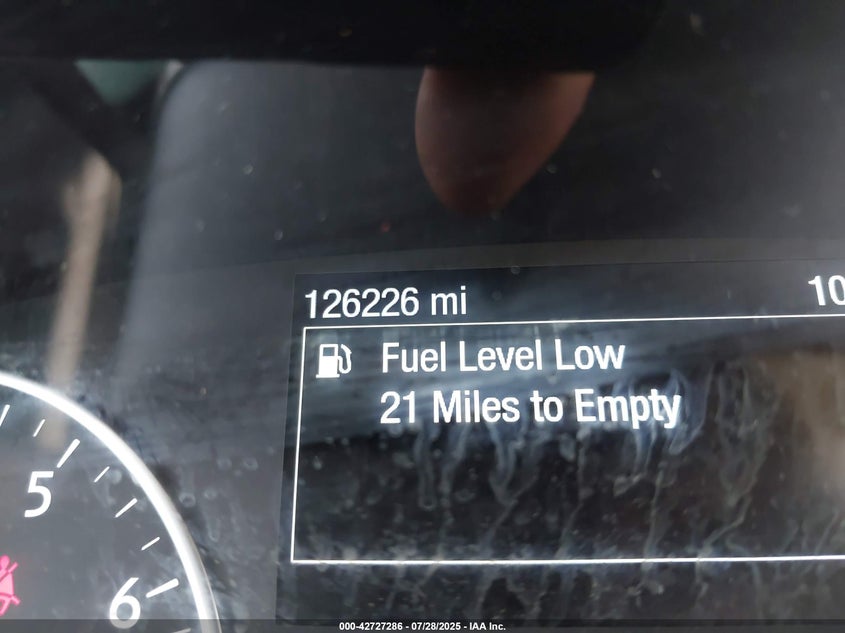 126226 mi
10
Fuel Level Low
21 Miles to Empty
5
6
000-42727286 - 07/28/2025 - IAA Inc.